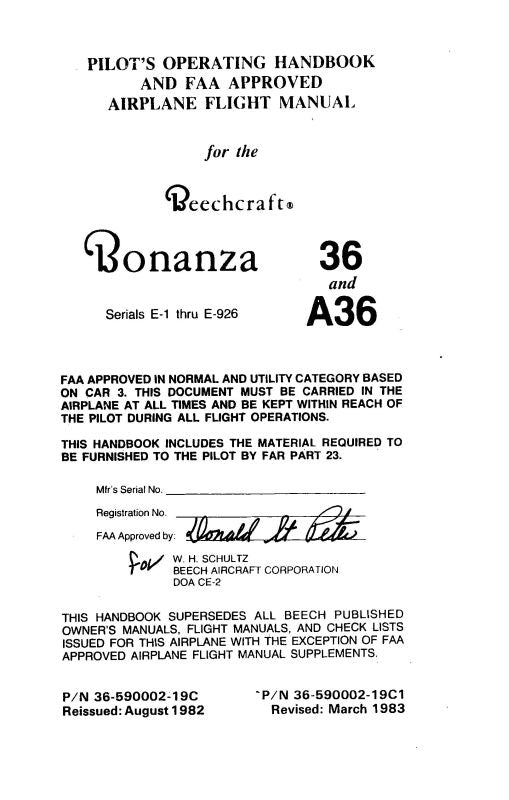 PILOT'S OPERATING HANDBOOK
AND FAA APPROVED
AIRPLANE FLIGHT MANUAL
for the
Beechcraft®
Bonanza 36
and
A36
Serials E-1 thru E-926
FAA APPROVED IN NORMAL AND UTILITY CATEGORY BASED
ON CAR 3. THIS DOCUMENT MUST BE CARRIED IN THE
AIRPLANE AT ALL TIMES AND BE KEPT WITHIN REACH OF
THE PILOT DURING ALL FLIGHT OPERATIONS.
THIS HANDBOOK INCLUDES THE MATERIAL REQUIRED TO
BE FURNISHED TO THE PILOT BY FAR PART 23.
Mfr's Serial No.
Registration No.
FAA Approved by: Donald St Peter
for W. H. SCHULTZ
BEECH AIRCRAFT CORPORATION
DOA CE-2
THIS HANDBOOK SUPERSEDES ALL BEECH PUBLISHED
OWNER'S MANUALS, FLIGHT MANUALS, AND CHECK LISTS
ISSUED FOR THIS AIRPLANE WITH THE EXCEPTION OF FAA
APPROVED AIRPLANE FLIGHT MANUAL SUPPLEMENTS.
P/N 36-590002-19C P/N 36-590002-19C1
Reissued: August 1982 Revised: March 1983